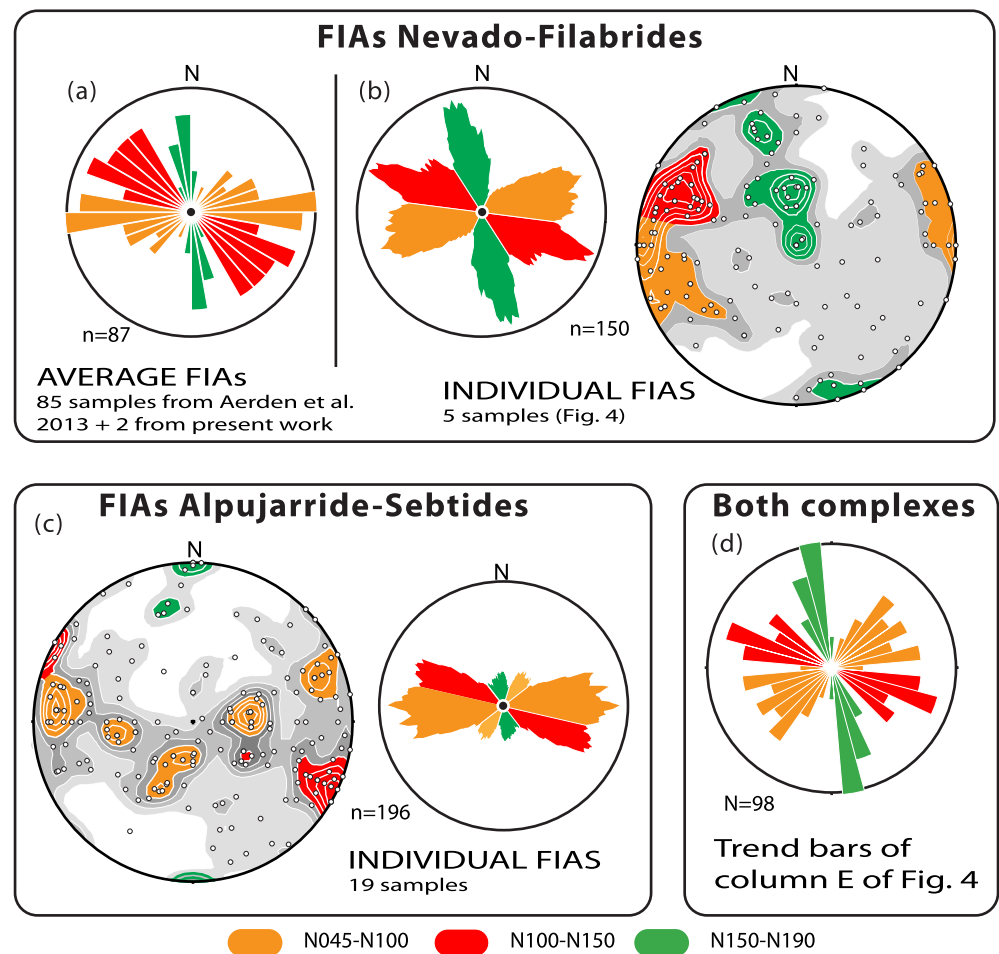 FIAs Nevado-Filabrides
(a)
N
n=87
AVERAGE FIAs
85 samples from Aerden et al.
2013 + 2 from present work
(b)
N
n=150
N
INDIVIDUAL FIAS
5 samples (Fig. 4)
FIAs Alpujarride-Sebtides
(c)
N
N
n=196
INDIVIDUAL FIAS
19 samples
Both complexes
(d)
N=98
Trend bars of
column E of Fig. 4
N045-N100
N100-N150
N150-N190